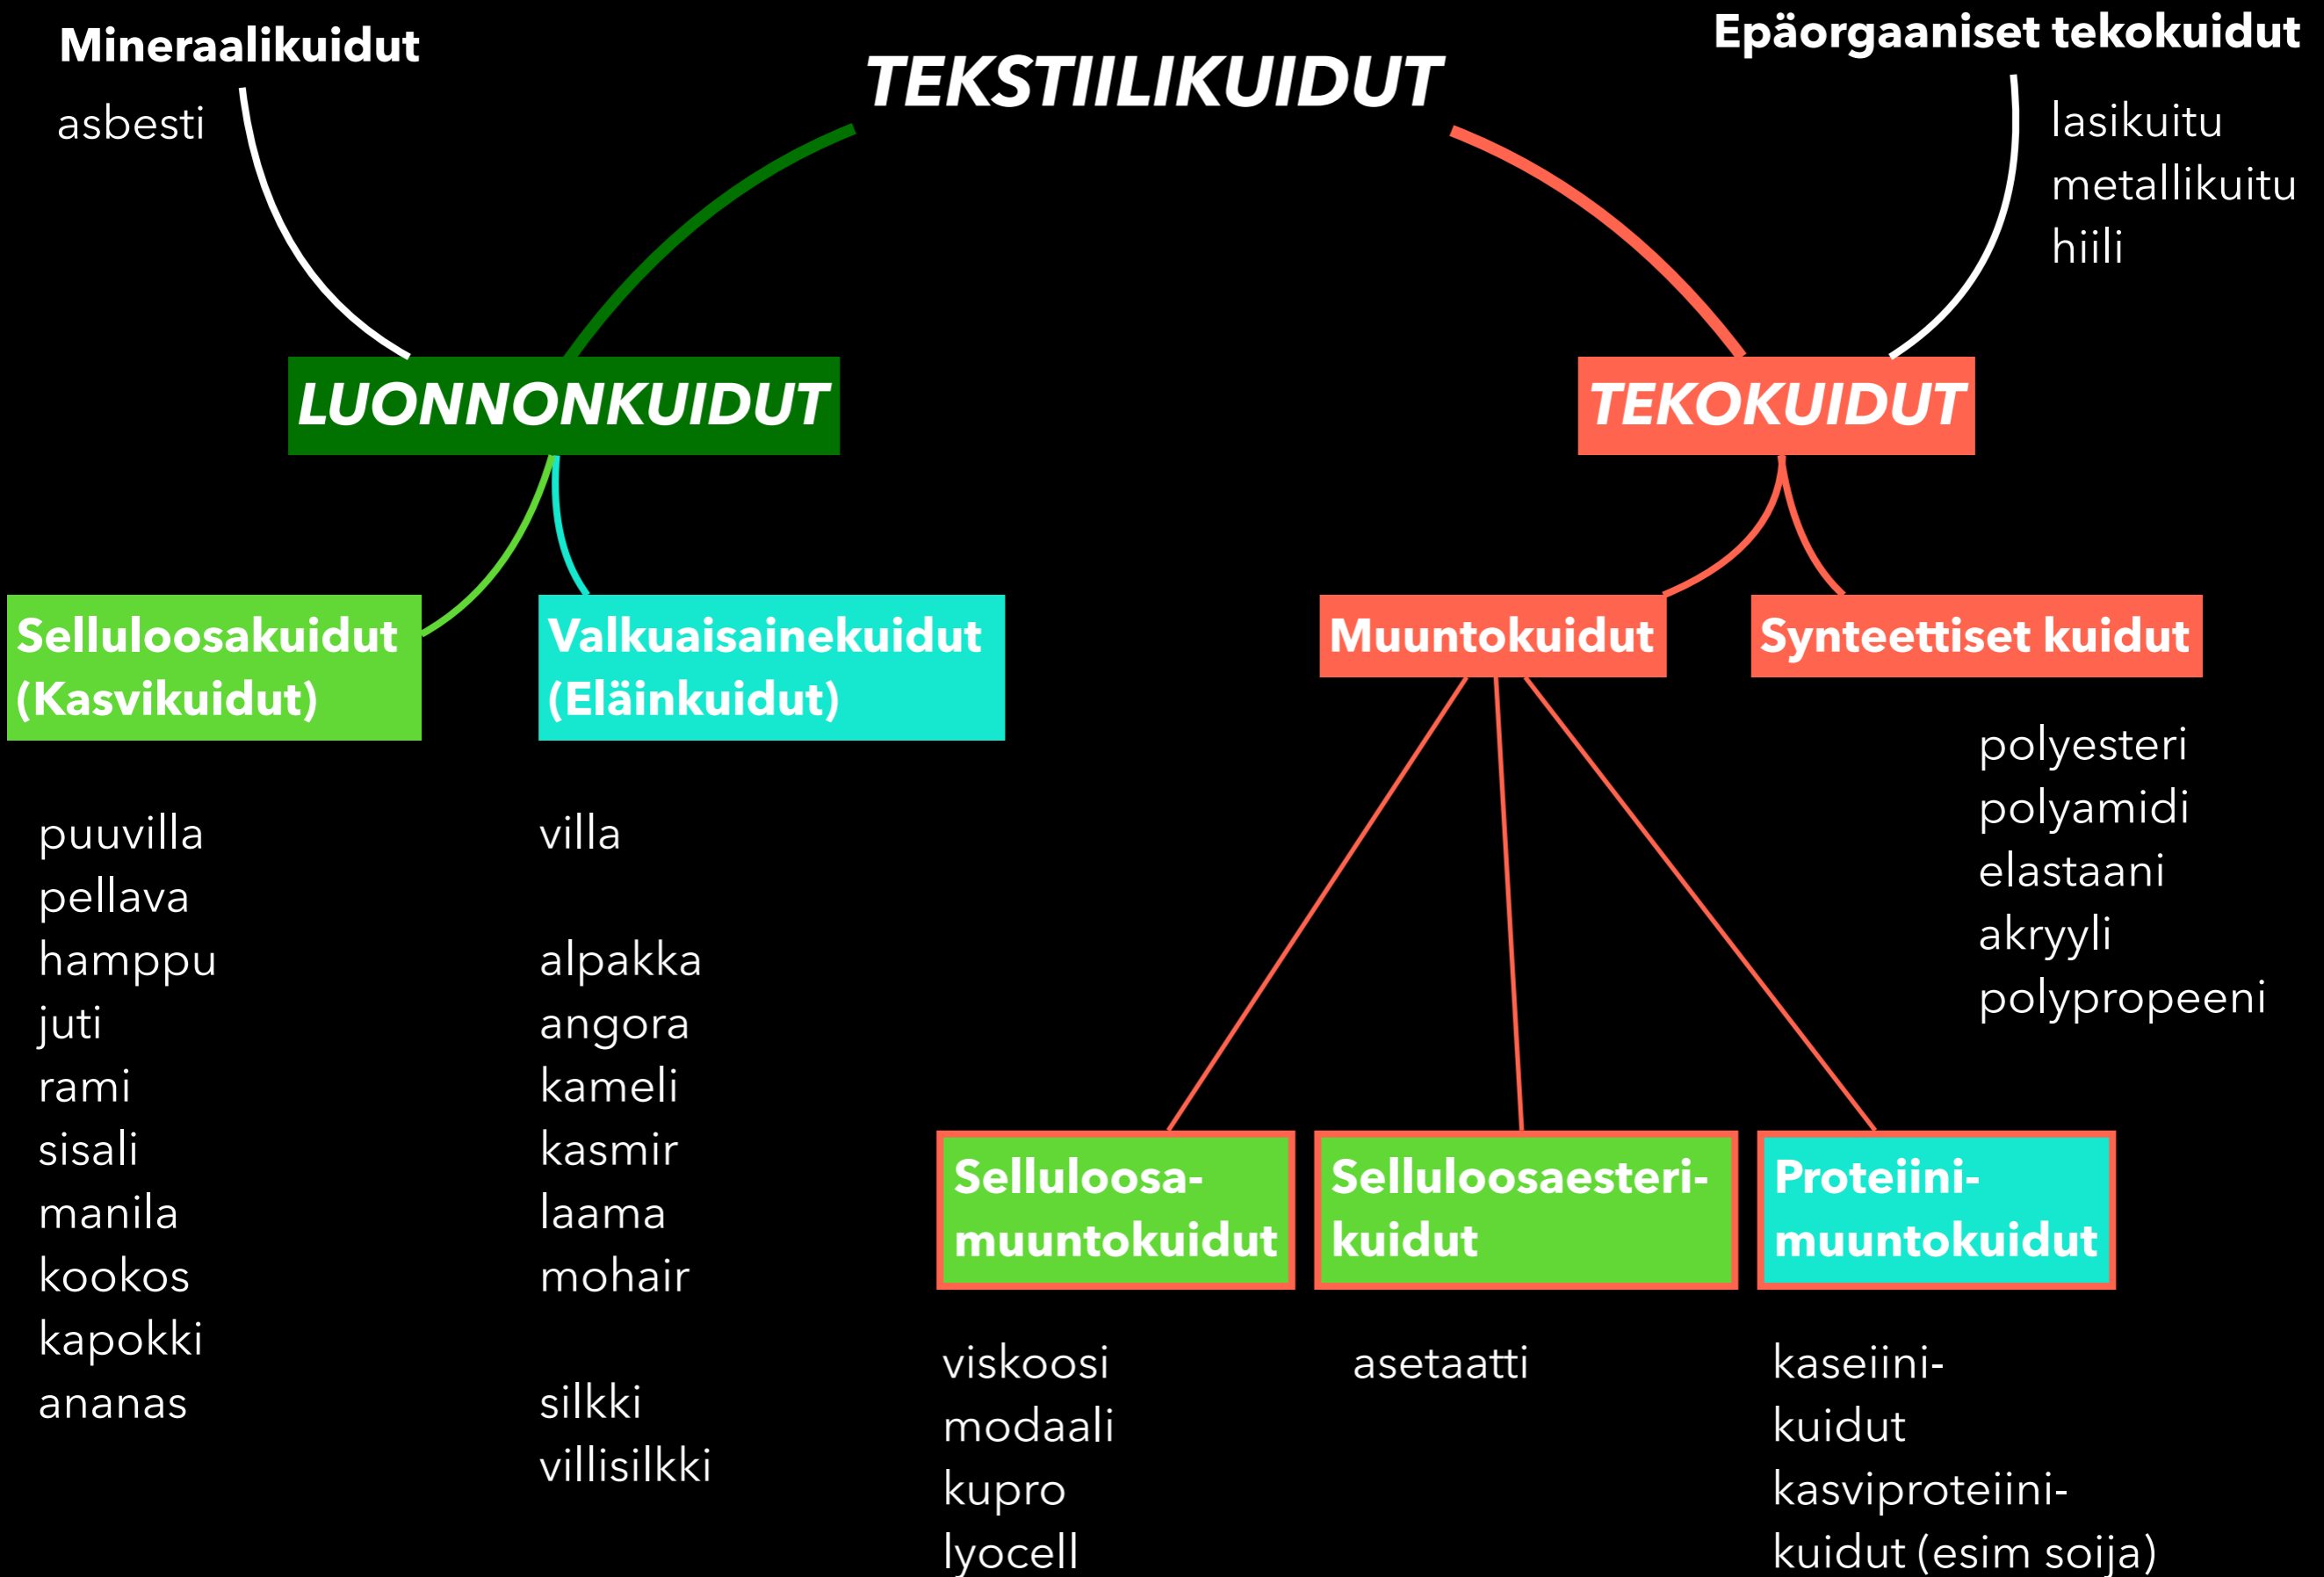 TEKSTIILIKUIDUT
Mineraalikuidut
asbesti
Epäorgaaniset tekokuidut
lasikuitu
metallikuitu
hiili
LUONNONKUIDUT
TEKOKUIDUT
Selluloosakuidut
(Kasvikuidut)
puuvilla
pellava
hamppu
juti
rami
sisali
manila
kookos
kapokki
ananas
Valkuaisainekuidut
(Eläinkuidut)
villa
alpakka
angora
kameli
kasmir
laama
mohair
silkki
villisilkki
Muuntokuidut
Synteettiset kuidut
polyesteri
polyamidi
elastaani
akryyli
polypropeeni
Selluloosa-
muuntokuidut
viskoosi
modaali
kupro
lyocell
Selluloosaesteri-
kuidut
asetaatti
Proteiini-
muuntokuidut
kaseiini-
kuidut
kasviproteiini-
kuidut (esim soija)